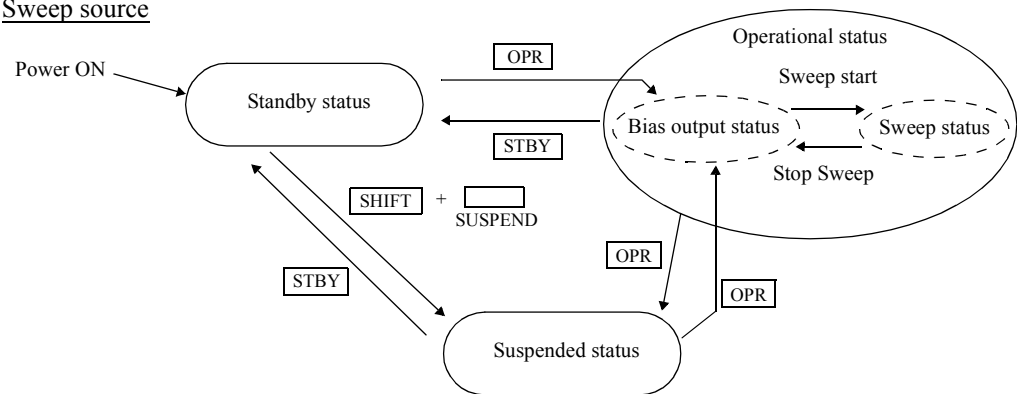 Sweep source
Operational status
OPR
Sweep start
Power ON
Standby status
Bias output status
Sweep status
STBY
Stop Sweep
SHIFT +
SUSPEND
OPR
STBY
OPR
Suspended status